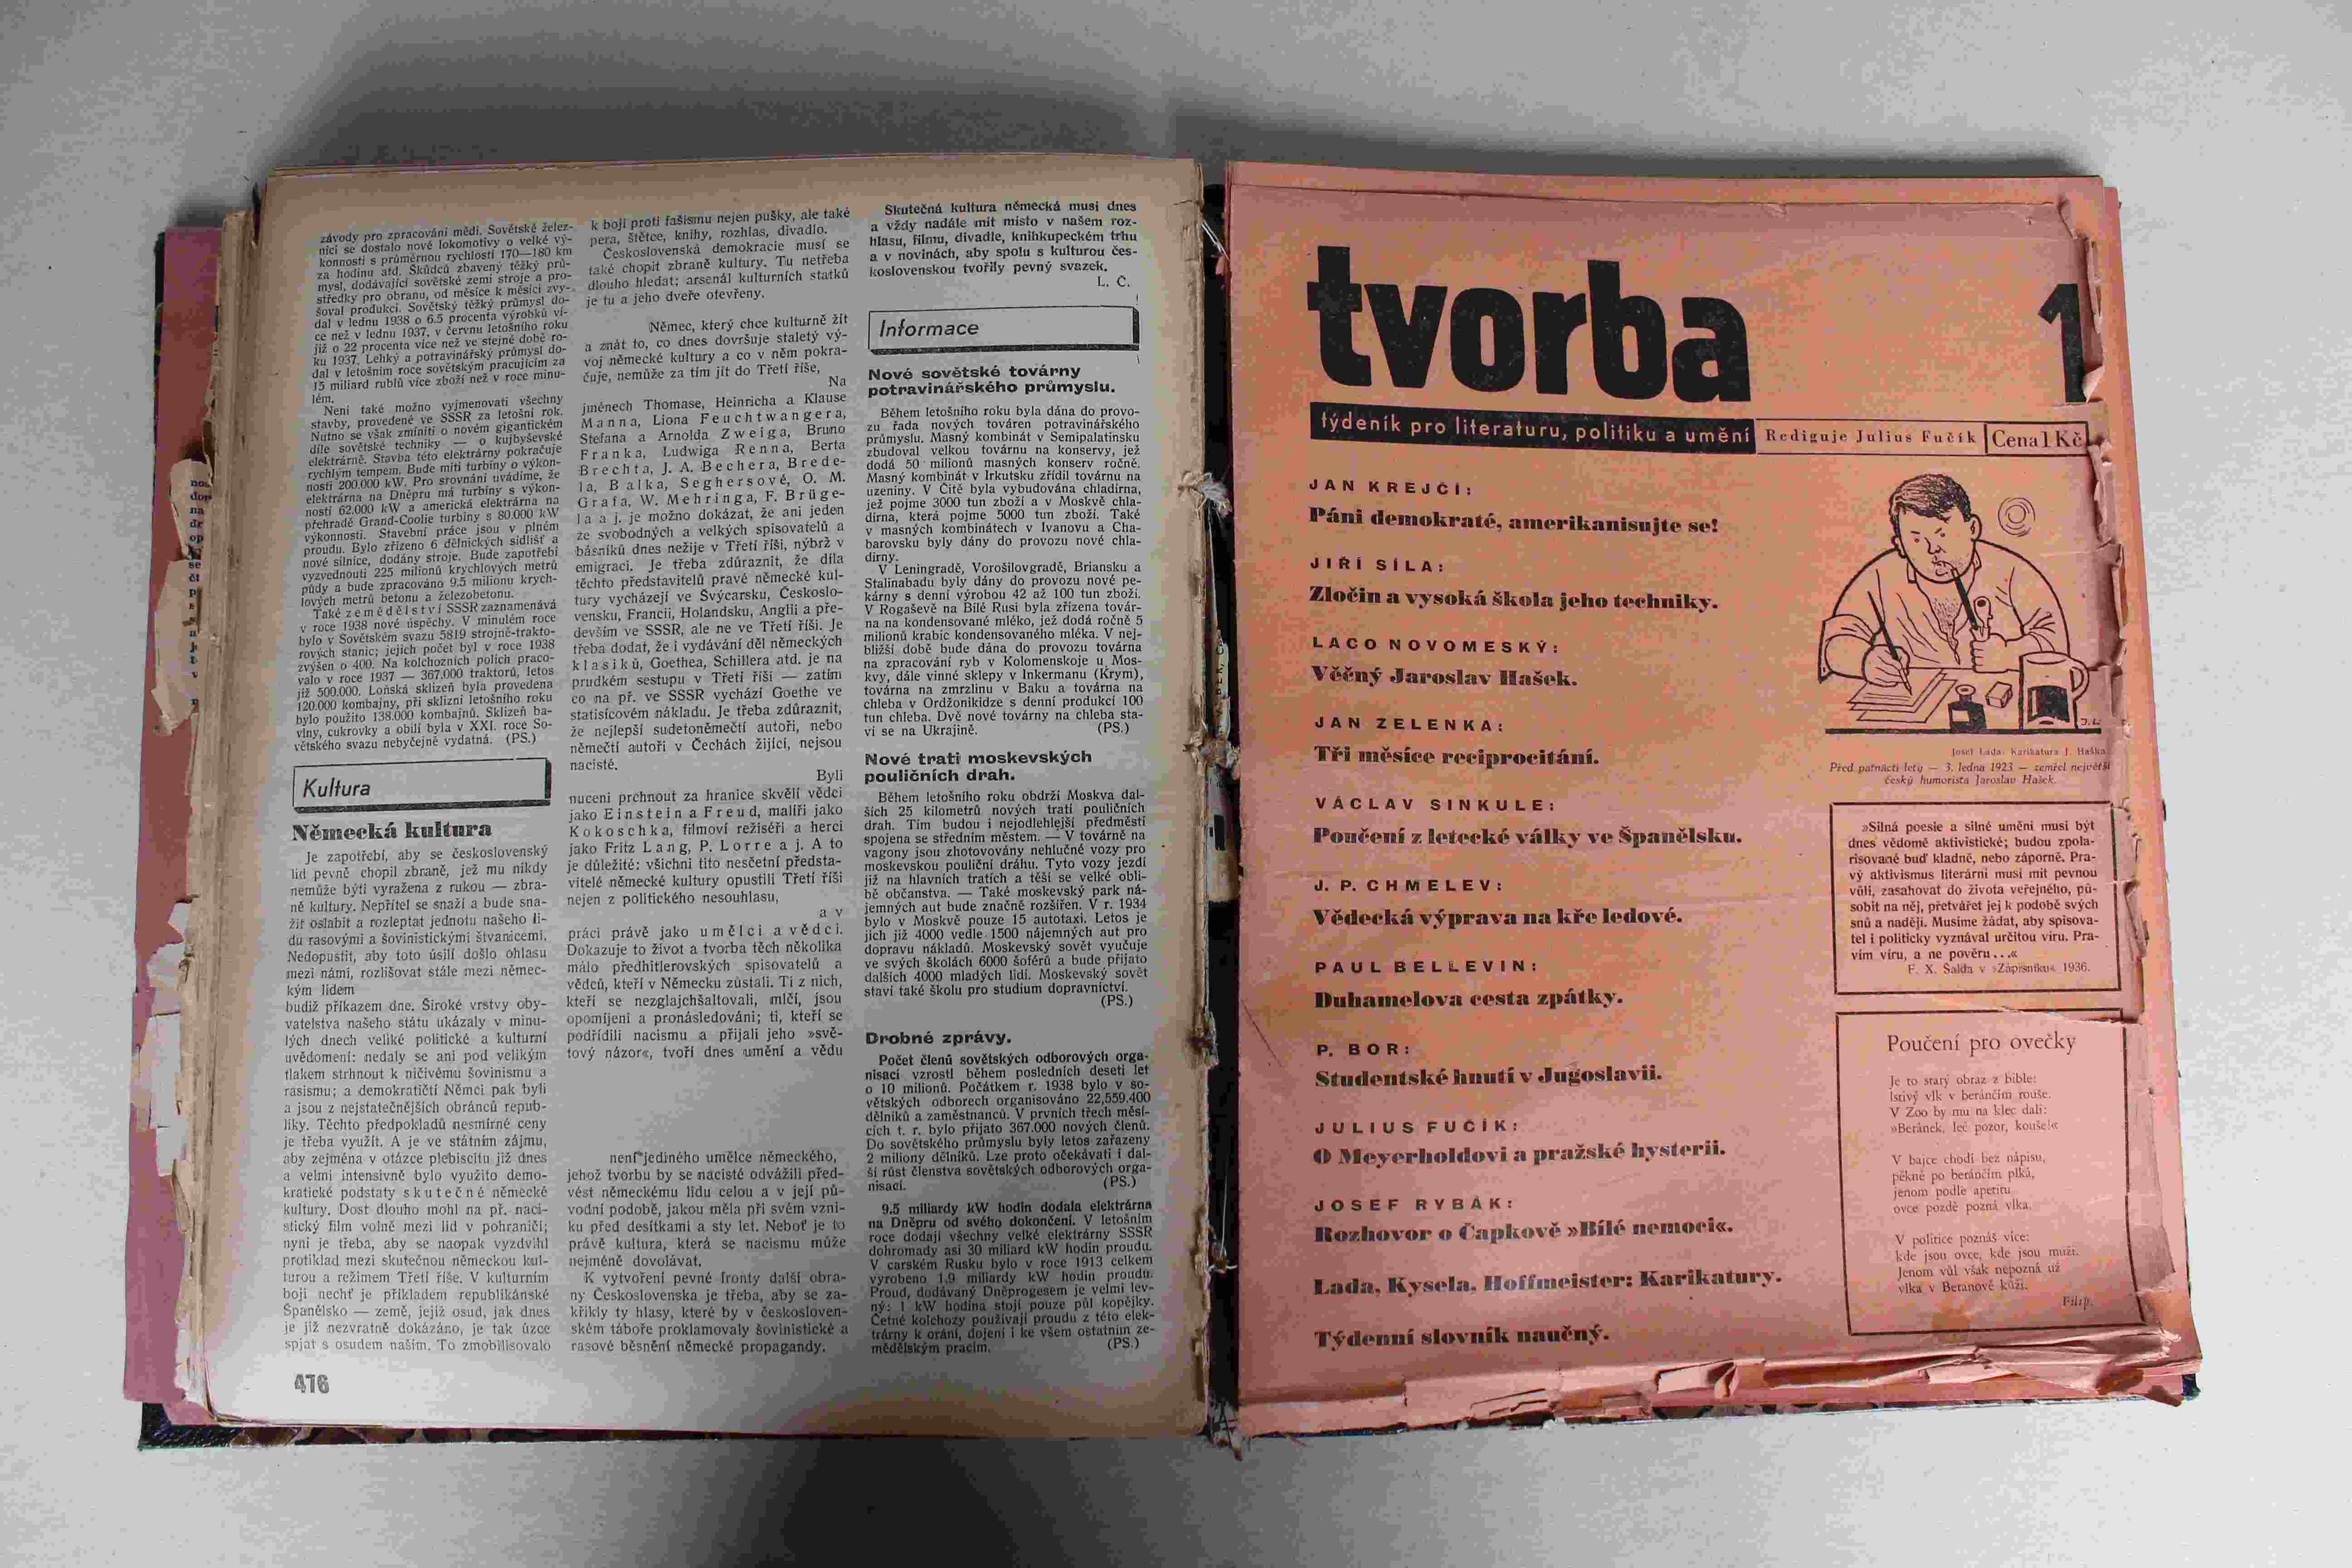 závody pro zpracování mědi. Sovětské želez-
nici se dostalo nové lokomotivy o velké vý-
konnosti s průměrnou rychlostí 170—180 km
za hodinu atd. Škůdců zbavený těžký prů-
mysl, dodávající sovětské zemi stroje a pro-
středky pro obranu, od měsíce k měsíci zvy-
šoval produkci. Sovětský těžký průmysl do-
dal v lednu 1938 o 6.5 procenta výrobků ví-
ce než v lednu 1937, v červnu letošního roku
již o 22 procenta více než ve stejné době ro-
ku 1937. Lehký a potravinářský průmysl do-
dal v letošním roce sovětským pracujícím za
15 miliard rublů více zboží než v roce minu-
lém.
Není také možno vyjmenovati všechny
stavby, provedené ve SSSR za letošní rok.
Nutno se však zmíniti o novém gigantickém
díle sovětské techniky — o kujbyševské
elektrárně. Stavba této elektrárny pokračuje
rychlým tempem. Bude míti turbiny o výkon-
nosti 200.000 kW. Pro srovnání uvádíme, že
elektrárna na Dněpru má turbiny s výkon-
ností 62.000 kW a americká elektrárna na
přehradě Grand-Coolie turbiny s 80.000 kW
výkonnosti. Stavební práce jsou v plném
proudu. Bylo zřízeno 6 dělnických sídlišť a
nové silnice, dodány stroje. Bude zapotřebí
vyzvednouti 225 milionů krychlových metrů
půdy a bude zpracováno 9.5 milionu krych-
lových metrů betonu a železobetonu.
Také zemědělství SSSR zaznamenává
v roce 1938 nové úspěchy. V minulém roce
bylo v Sovětském svazu 5819 strojně-trakto-
rových stanic; jejich počet byl v roce 1938
zvýšen o 400. Na kolchozních polích praco-
valo v roce 1937 — 367.000 traktorů, letos
již 500.000. Loňská sklizeň byla provedena
120.000 kombajny, při sklizni letošního roku
bylo použito 138.000 kombajnů. Sklizeň ba-
vlny, cukrovky a obilí byla v XXI. roce So-
větského svazu nebyčejně vydatná. (PS.)
Kultura
Německá kultura
Je zapotřebí, aby se československý
lid pevně chopil zbraně, jež mu nikdy
nemůže býti vyražena z rukou — zbra-
ně kultury. Nepřítel se snaží a bude sna-
žit oslabit a rozleptat jednotu našeho li-
du rasovými a šovinistickými štvanicemi.
Nedopustit, aby toto úsilí došlo ohlasu
mezi námi, rozlišovat stále mezi němec-
kým lidem
budiž příkazem dne. Široké vrstvy oby-
vatelstva našeho státu ukázaly v minu-
lých dnech veliké politické a kulturní
uvědomení: nedaly se ani pod velikým
tlakem strhnout k ničivému šovinismu a
rasismu; a demokratičtí Němci pak byli
a jsou z nejstatečnějších obránců repub-
liky. Těchto předpokladů nesmírné ceny
je třeba využít. A je ve státním zájmu,
aby zejména v otázce plebiscitu již dnes
a velmi intensivně bylo využito demo-
kratické podstaty skutečné německé
kultury. Dost dlouho mohl na př. naci-
stický film volně mezi lid v pohraničí;
nyní je třeba, aby se naopak vyzdvihl
protiklad mezi skutečnou německou kul-
turou a režimem Třetí říše. V kulturním
boji nechť je příkladem republikánské
Španělsko — země, jejíž osud, jak dnes
je již nezvratně dokázáno, je tak úzce
spjat s osudem naším. To zmobilisovalo
476
k boji proti fašismu nejen pušky, ale také
pera, štětce, knihy, rozhlas, divadlo.
Československá demokracie musí se
také chopit zbraně kultury. Tu netřeba
dlouho hledat; arsenál kulturních statků
je tu a jeho dveře otevřeny.
Němec, který chce kulturně žít
a znát to, co dnes dovršuje staletý vý-
voj německé kultury a co v něm pokra-
čuje, nemůže za tím jít do Třetí říše,
Na
jménech Thomase, Heinricha a Klause
Manna, Liona Feuchtwangera,
Stefana a Arnolda Zweiga, Bruno
Franka, Ludwiga Renna, Berta
Brechta, J. A. Bechera, Brede-
la, Balka, Seghersové, O. M.
Grafa, W. Mehringa, F. Brüge-
la a j. je možno dokázat, že ani jeden
ze svobodných a velkých spisovatelů a
básníků dnes nežije v Třetí říši, nýbrž v
emigraci. Je třeba zdůraznit, že díla
těchto představitelů pravé německé kul-
tury vycházejí ve Švýcarsku, Českoslo-
vensku, Francii, Holandsku, Anglii a pře-
devším ve SSSR, ale ne ve Třetí říši. Je
třeba dodat, že i vydávání děl německých
klasiků, Goethea, Schillera atd. je na
prudkém sestupu v Třetí říši — zatím
co na př. ve SSSR vychází Goethe ve
statisícovém nákladu. Je třeba zdůraznit,
že nejlepší sudetoněmečtí autoři, nebo
němečtí autoři v Čechách žijící, nejsou
nacisté.
Byli
nuceni prchnout za hranice skvělí vědci
jako Einstein a Freud, malíři jako
Kokoschka, filmoví režiséři a herci
jako Fritz Lang, P. Lorre a j. A to
je důležité: všichni tito nesčetní předsta-
vitelé německé kultury opustili Třetí říši
nejen z politického nesouhlasu,
a v
práci právě jako umělci a vědci.
Dokazuje to život a tvorba těch několika
málo předhitlerovských spisovatelů a
vědců, kteří v Německu zůstali. Ti z nich,
kteří se nezglajchšaltovali, mlčí, jsou
opomíjeni a pronásledováni; ti, kteří se
podřídili nacismu a přijali jeho »svě-
tový názor«, tvoří dnes umění a vědu
není jediného umělce německého,
jehož tvorbu by se nacisté odvážili před-
vést německému lidu celou a v její pů-
vodní podobě, jakou měla při svém vzni-
ku před desítkami a sty let. Neboť je to
právě kultura, která se nacismu může
nejméně dovolávat.
K vytvoření pevné fronty další obra-
ny Československa je třeba, aby se za-
křikly ty hlasy, které by v českosloven-
ském táboře proklamovaly šovinistické a
rasové běsnění německé propagandy.
Skutečná kultura německá musí dnes
a vždy nadále mít místo v našem roz-
hlasu, filmu, divadle, knihkupeckém trhu
a v novinách, aby spolu s kulturou čes-
koslovenskou tvořily pevný svazek.
L. Č.
Informace
Nové sovětské továrny
potravinářského průmyslu.
Během letošního roku byla dána do provo-
zu řada nových továren potravinářského
průmyslu. Masný kombinát v Semipalatinsku
zbudoval velkou továrnu na konservy, jež
dodá 50 milionů masných konserv ročně.
Masný kombinát v Irkutsku zřídil továrnu na
uzeniny. V Čitě byla vybudována chladírna,
jež pojme 3000 tun zboží a v Moskvě chla-
dírna, která pojme 5000 tun zboží. Také
v masných kombinátech v Ivanovu a Cha-
barovsku byly dány do provozu nové chla-
dírny.
V Leningradě, Vorošilovgradě, Briansku a
Stalinabadu byly dány do provozu nové pe-
kárny s denní výrobou 42 až 100 tun zboží.
V Rogaševě na Bílé Rusi byla zřízena továr-
na na kondensované mléko, jež dodá ročně 5
milionů krabic kondensovaného mléka. V nej-
bližší době bude dána do provozu továrna
na zpracování ryb v Kolomenskoje u Mos-
kvy, dále vinné sklepy v Inkermanu (Krym),
továrna na zmrzlinu v Baku a továrna na
chleba v Ordžonikidze s denní produkcí 100
tun chleba. Dvě nové továrny na chleba sta-
ví se na Ukrajině. (PS.)
Nové trati moskevských
pouličních drah.
Během letošního roku obdrží Moskva dal-
ších 25 kilometrů nových tratí pouličních
drah. Tím budou i nejodlehlejší předměstí
spojena se středním městem. — V továrně na
vagony jsou zhotovovány nehlučné vozy pro
moskevskou pouliční dráhu. Tyto vozy jezdí
již na hlavních tratích a těší se velké obli-
bě občanstva. — Také moskevský park ná-
jemných aut bude značně rozšířen. V r. 1934
bylo v Moskvě pouze 15 autotaxi. Letos je
jich již 4000 vedle 1500 nájemných aut pro
dopravu nákladů. Moskevský sovět vyučuje
ve svých školách 6000 šoférů a bude přijato
dalších 4000 mladých lidí. Moskevský sovět
staví také školu pro studium dopravnictví.
(PS.)
Drobné zprávy.
Počet členů sovětských odborových orga-
nisací vzrostl během posledních deseti let
o 10 milionů. Počátkem r. 1938 bylo v so-
větských odborech organisováno 22,559.400
dělníků a zaměstnanců. V prvních třech měsí-
cích t. r. bylo přijato 367.000 nových členů.
Do sovětského průmyslu byly letos zařazeny
2 miliony dělníků. Lze proto očekávati i dal-
ší růst členstva sovětských odborových orga-
nisací. (PS.)
9.5 miliardy kW hodin dodala elektrárna
na Dněpru od svého dokončení. V letošním
roce dodají všechny velké elektrárny SSSR
dohromady asi 30 miliard kW hodin proudu.
V carském Rusku bylo v roce 1913 celkem
vyrobeno 1.9 miliardy kW hodin proudu.
Proud, dodávaný Dněprogesem je velmi lev-
ný: 1 kW hodina stojí pouze půl kopějky.
Četné kolchozy používají proudu z této elek-
trárny k orání, dojení i ke všem ostatním ze-
mědělským pracím. (PS.)
tvorba 1
týdeník pro literaturu, politiku a umění Rediguje Julius Fučík Cena 1 Kč
JAN KREJČÍ:
Páni demokraté, amerikanisujte se!
JIŘÍ SÍLA:
Zločin a vysoká škola jeho techniky.
LACO NOVOMESKÝ:
Věčný Jaroslav Hašek.
JAN ZELENKA:
Tři měsíce reciprocitání.
VÁCLAV SINKULE:
Poučení z letecké války ve Španělsku.
J. P. CHMELEV:
Vědecká výprava na kře ledové.
PAUL BELLEVIN:
Duhamelova cesta zpátky.
P. BOR:
Studentské hnutí v Jugoslavii.
JULIUS FUČÍK:
O Meyerholdovi a pražské hysterii.
JOSEF RYBÁK:
Rozhovor o Čapkově »Bílé nemoci«.
Lada, Kysela, Hoffmeister: Karikatury.
Týdenní slovník naučný.
J. L.
Josef Lada: Karikatura J. Haška
Před patnácti lety — 3. ledna 1923 — zemřel největší
český humorista Jaroslav Hašek.
»Silná poesie a silné umění musí být
dnes vědomě aktivistické; budou zpola-
risované buď kladně, nebo záporně. Pra-
vý aktivismus literární musí mít pevnou
vůli, zasahovat do života veřejného, pů-
sobit na něj, přetvářet jej k podobě svých
snů a nadějí. Musíme žádat, aby spisova-
tel i politicky vyznával určitou víru. Pra-
vím víru, a ne pověru...«
F. X. Šalda v »Zápisníku« 1936.
Poučení pro ovečky
Je to starý obraz z bible:
lstivý vlk v beránčím rouše.
V Zoo by mu na klec dali:
»Beránek, leč pozor, kouše!«
V bajce chodí bez nápisu,
pěkně po beránčím plká,
jenom podle apetitu
ovce pozdě pozná vlka.
V politice poznáš více:
kde jsou ovce, kde jsou muži.
Jenom vůl však nepozná už
vlka v Beranově kůži.
Filip.